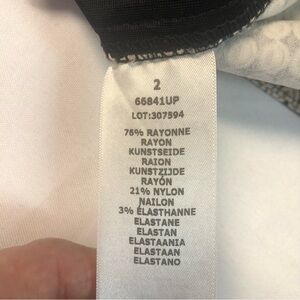 2
66841UP
LOT:307594
76% RAYONNE
RAYON
KUNSTSEIDE
RAION
KUNSTZIJDE
RAYÓN
21% NYLON
NAILON
3% ÉLASTHANNE
ELASTANE
ELASTAN
ELASTAANIA
ELASTAAN
ELASTANO